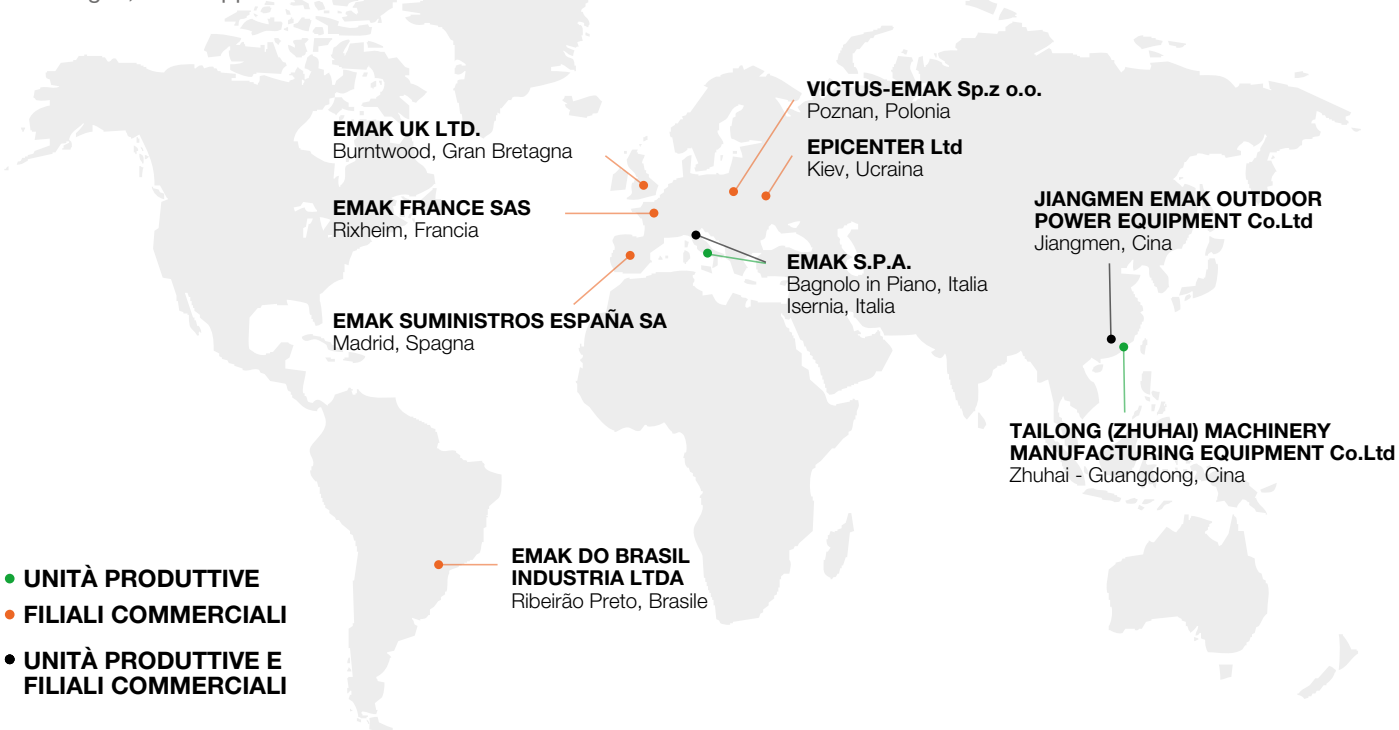 VICTUS-EMAK Sp.z o.o.
Poznan, Polonia
EMAK UK LTD.
Burntwood, Gran Bretagna
EPICENTER Ltd
Kiev, Ucraina
EMAK FRANCE SAS
Rixheim, Francia
JIANGMEN EMAK OUTDOOR
POWER EQUIPMENT Co.Ltd
Jiangmen, Cina
EMAK S.P.A.
Bagnolo in Piano, Italia
Isernia, Italia
EMAK SUMINISTROS ESPAÑA SA
Madrid, Spagna
TAILONG (ZHUHAI) MACHINERY
MANUFACTURING EQUIPMENT Co.Ltd
Zhuhai - Guangdong, Cina
EMAK DO BRASIL
INDUSTRIA LTDA
Ribeirão Preto, Brasile
UNITÀ PRODUTTIVE
FILIALI COMMERCIALI
UNITÀ PRODUTTIVE E
FILIALI COMMERCIALI